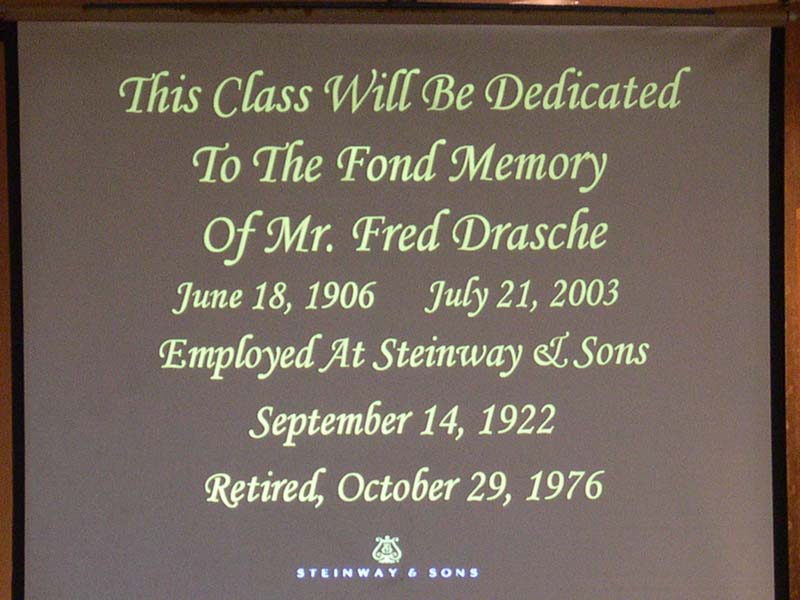 This Class Will Be Dedicated
To The Fond Memory
Of Mr. Fred Drasche
June 18, 1906 July 21, 2003
Employed At Steinway & Sons
September 14, 1922
Retired, October 29, 1976
STEINWAY & SONS